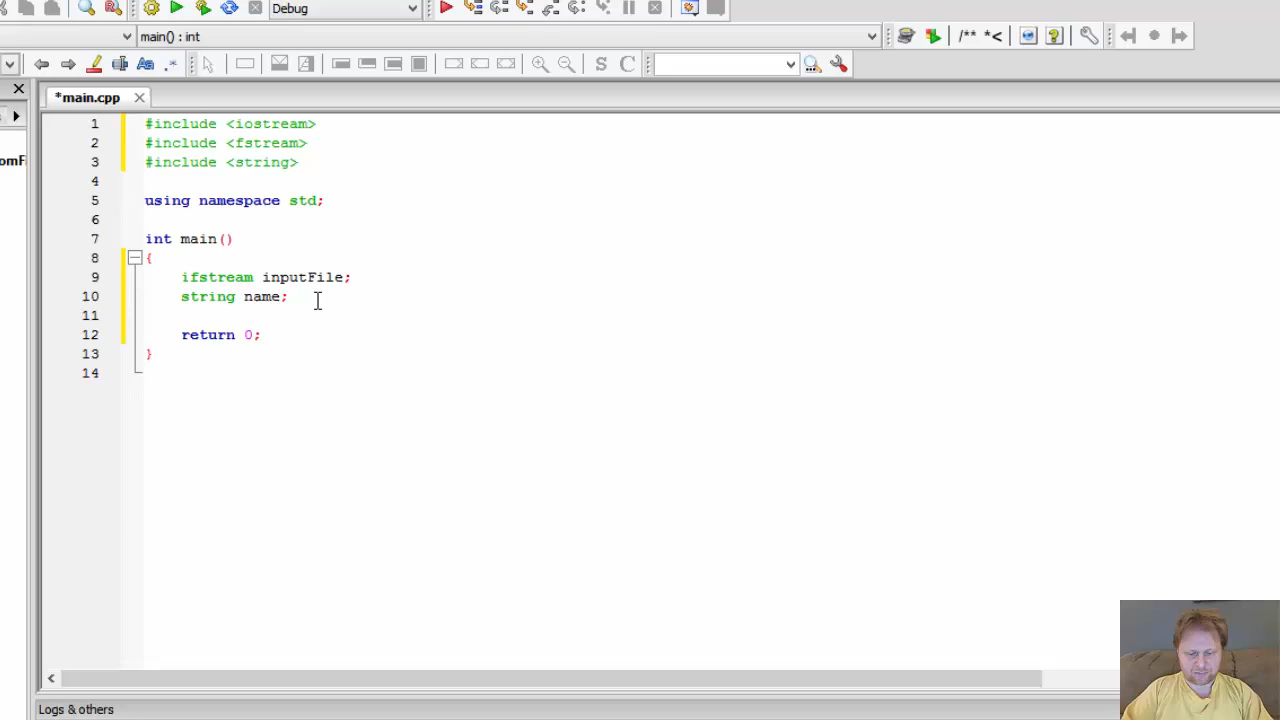 Debug
main() : int
/** *<
Aa .*
S C
*main.cpp
omFi
1 #include <iostream>
2 #include <fstream>
3 #include <string>
4
5 using namespace std;
6
7 int main()
8 {
9 ifstream inputFile;
10 string name;
11
12 return 0;
13 }
14
Logs & others